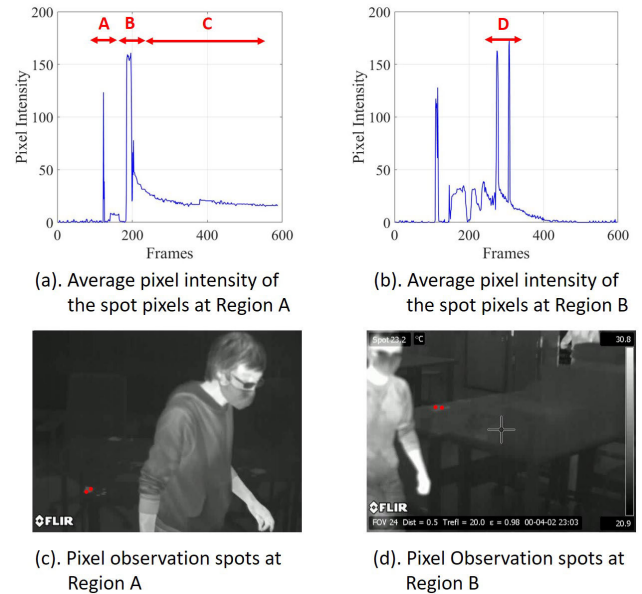 200
150
100
50
0
Pixel Intensity
A B C
0 200 400 600
Frames
200
150
100
50
0
Pixel Intensity
D
0 200 400 600
Frames
(a). Average pixel intensity of
the spot pixels at Region A
(b). Average pixel intensity of
the spot pixels at Region B
FLIR
Spot 23.2 °C
30.8
FLIR
FOV 24 Dist = 0.5 Trefl = 20.0 ε = 0.98 00-04-02 23:03
20.9
(c). Pixel observation spots at
Region A
(d). Pixel Observation spots at
Region B